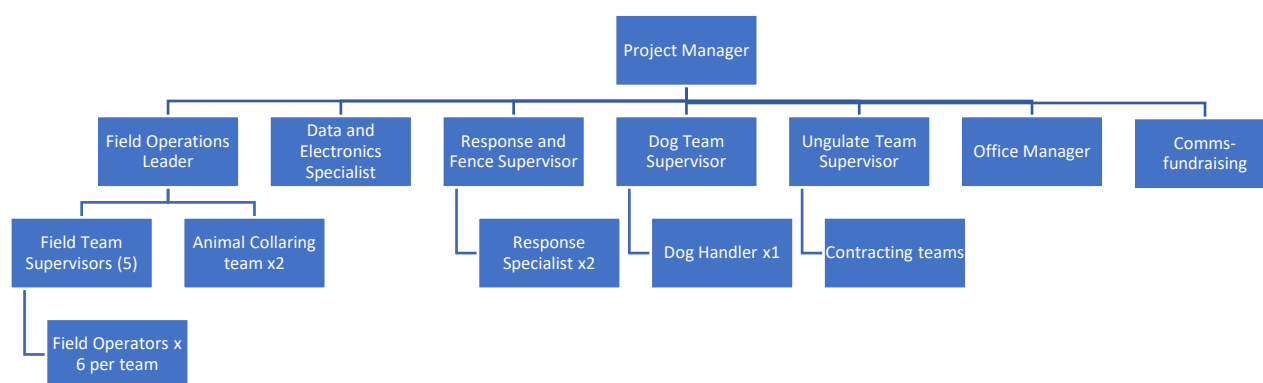 Project Manager
Field Operations
Leader
Data and
Electronics
Specialist
Response and
Fence Supervisor
Dog Team
Supervisor
Ungulate Team
Supervisor
Office Manager
Comms-
fundraising
Field Team
Supervisors (5)
Animal Collaring
team x2
Response
Specialist x2
Dog Handler x1
Contracting teams
Field Operators x
6 per team